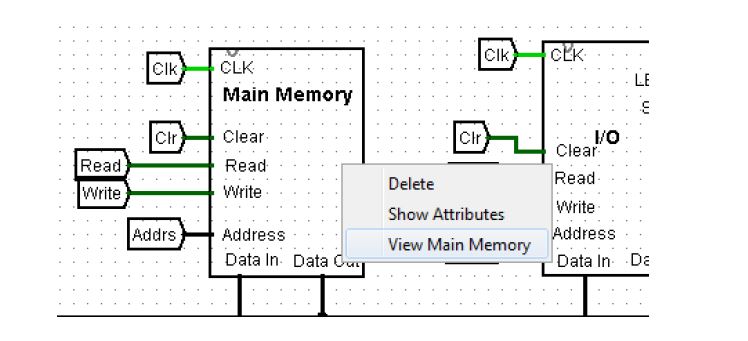 Clk
CLK
Main Memory
Clr
Clear
Read
Read
Write
Write
Addrs
Address
Data In
Data Out
Delete
Show Attributes
View Main Memory
Clk
CLK
LE
S
I/O
Clr
Clear
Read
Write
Address
Data In
Da